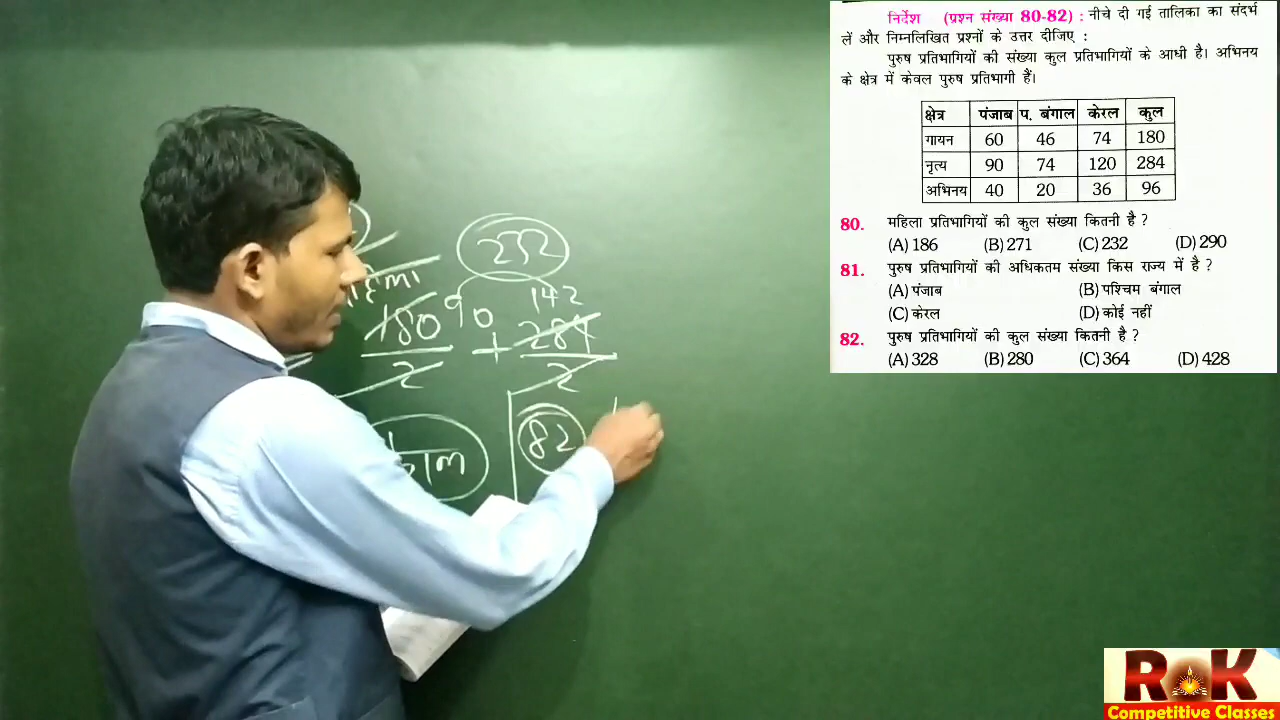 निर्देश (प्रश्न संख्या 80-82) : नीचे दी गई तालिका का संदर्भ
लें और निम्नलिखित प्रश्नों के उत्तर दीजिए :
पुरुष प्रतिभागियों की संख्या कुल प्रतिभागियों के आधी है। अभिनय
के क्षेत्र में केवल पुरुष प्रतिभागी हैं।
क्षेत्र पंजाब प. बंगाल केरल कुल
गायन 60 46 74 180
नृत्य 90 74 120 284
अभिनय 40 20 36 96
80. महिला प्रतिभागियों की कुल संख्या कितनी है ?
(A) 186 (B) 271 (C) 232 (D) 290
81. पुरुष प्रतिभागियों की अधिकतम संख्या किस राज्य में है ?
(A) पंजाब (B) पश्चिम बंगाल
(C) केरल (D) कोई नहीं
82. पुरुष प्रतिभागियों की कुल संख्या कितनी है ?
(A) 328 (B) 280 (C) 364 (D) 428
232
90 142
180 + 284
2 2
82
RK
Competitive Classes